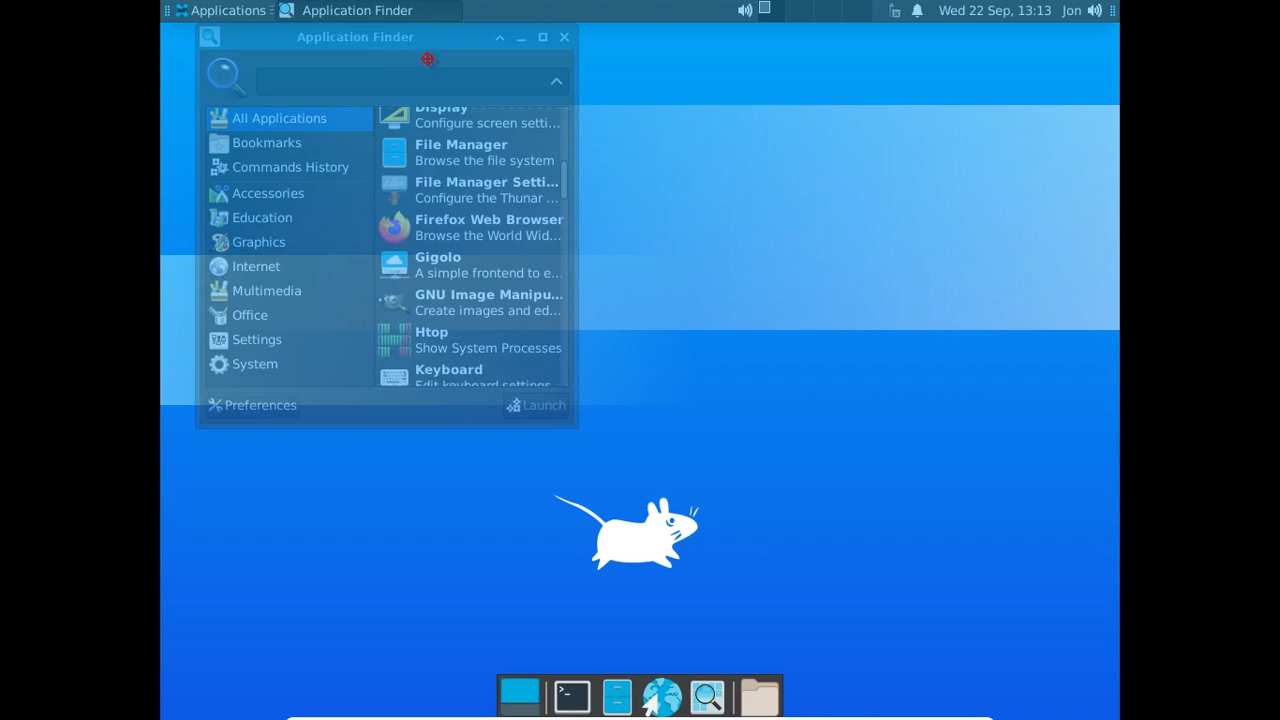 Applications
Application Finder
Wed 22 Sep, 13:13
Jon
Application Finder
All Applications
Bookmarks
Commands History
Accessories
Education
Graphics
Internet
Multimedia
Office
Settings
System
Display
Configure screen setti...
File Manager
Browse the file system
File Manager Setti...
Configure the Thunar ...
Firefox Web Browser
Browse the World Wid...
Gigolo
A simple frontend to e...
GNU Image Manipu...
Create images and ed...
Htop
Show System Processes
Keyboard
Edit keyboard settings...
Preferences
Launch